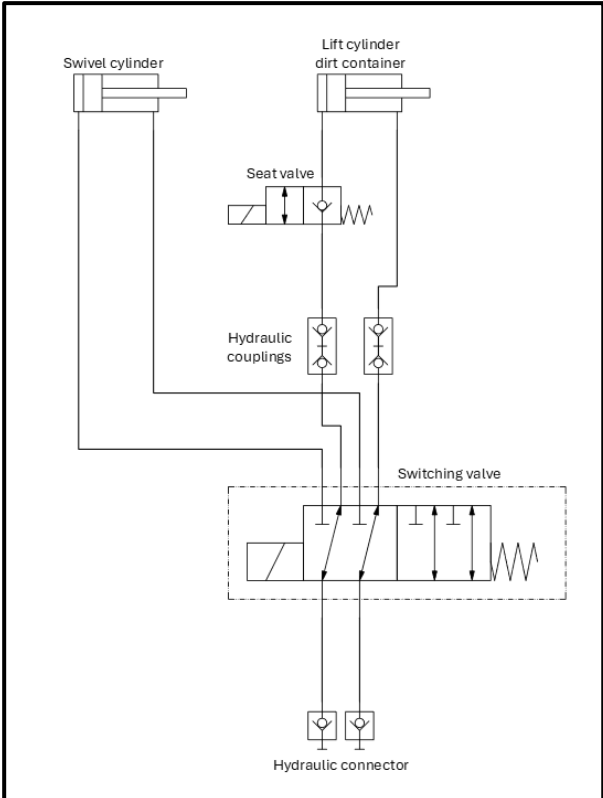 Swivel cylinder
Lift cylinder
dirt container
Seat valve
Hydraulic
couplings
Switching valve
Hydraulic connector